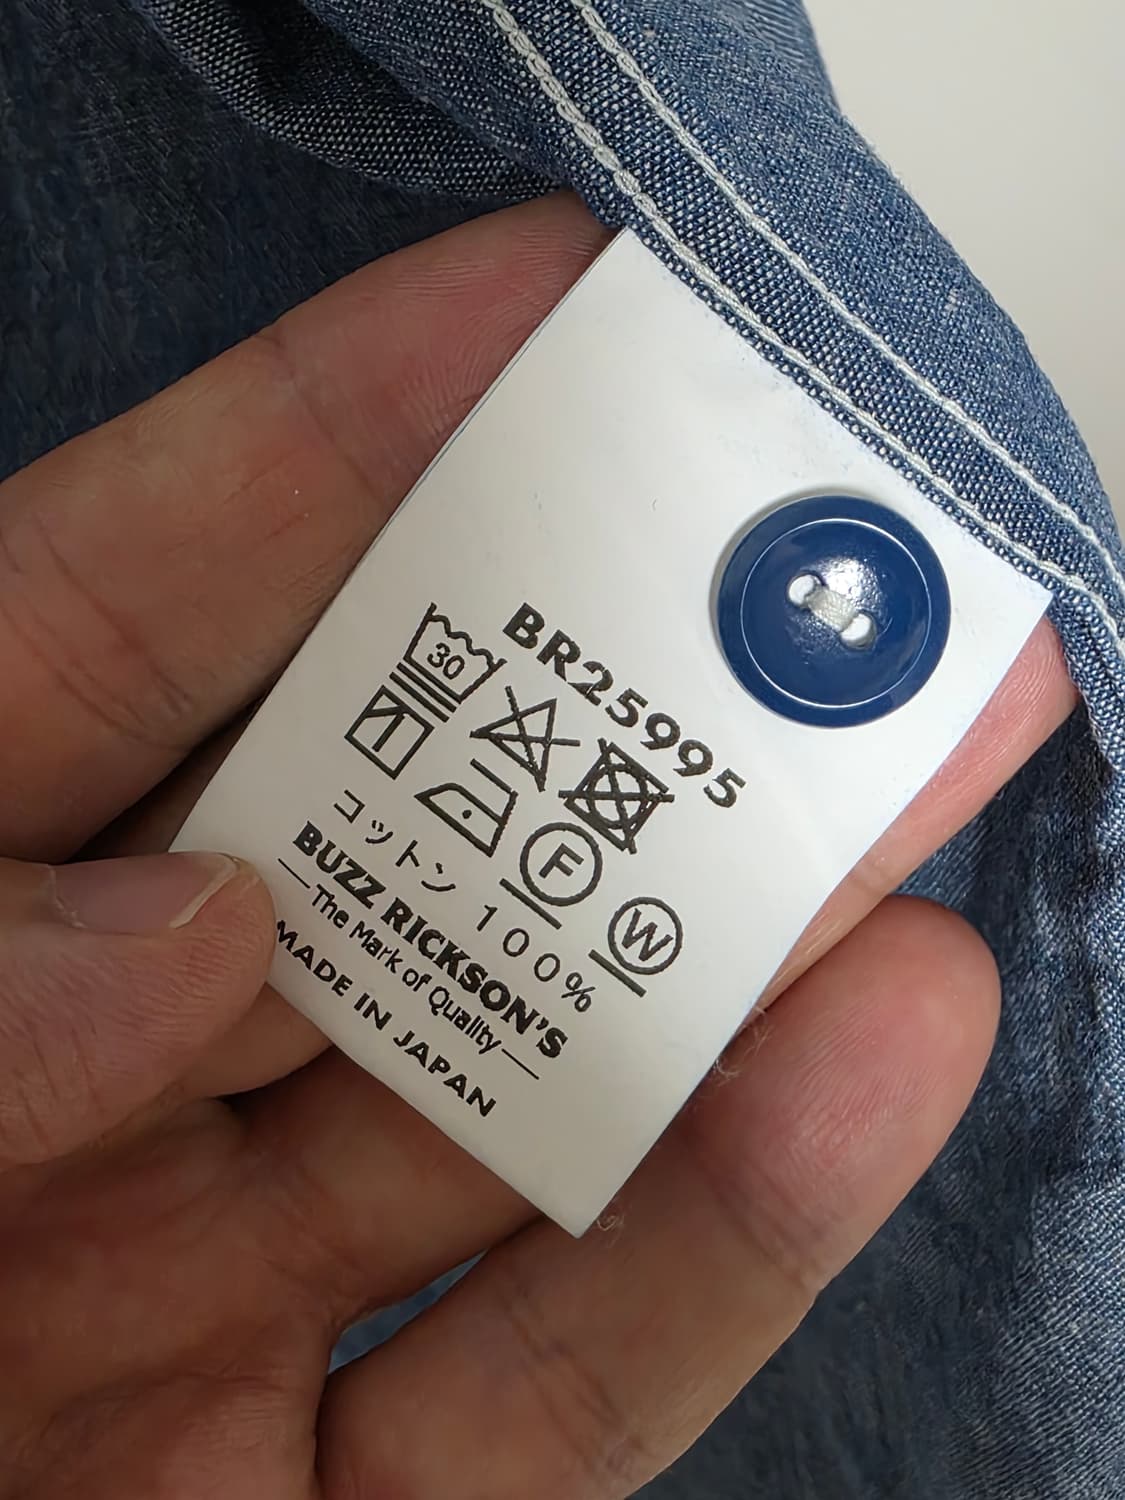 BR25995
30
F
W
コットン 100%
BUZZ RICKSON'S
The Mark of Quality
MADE IN JAPAN